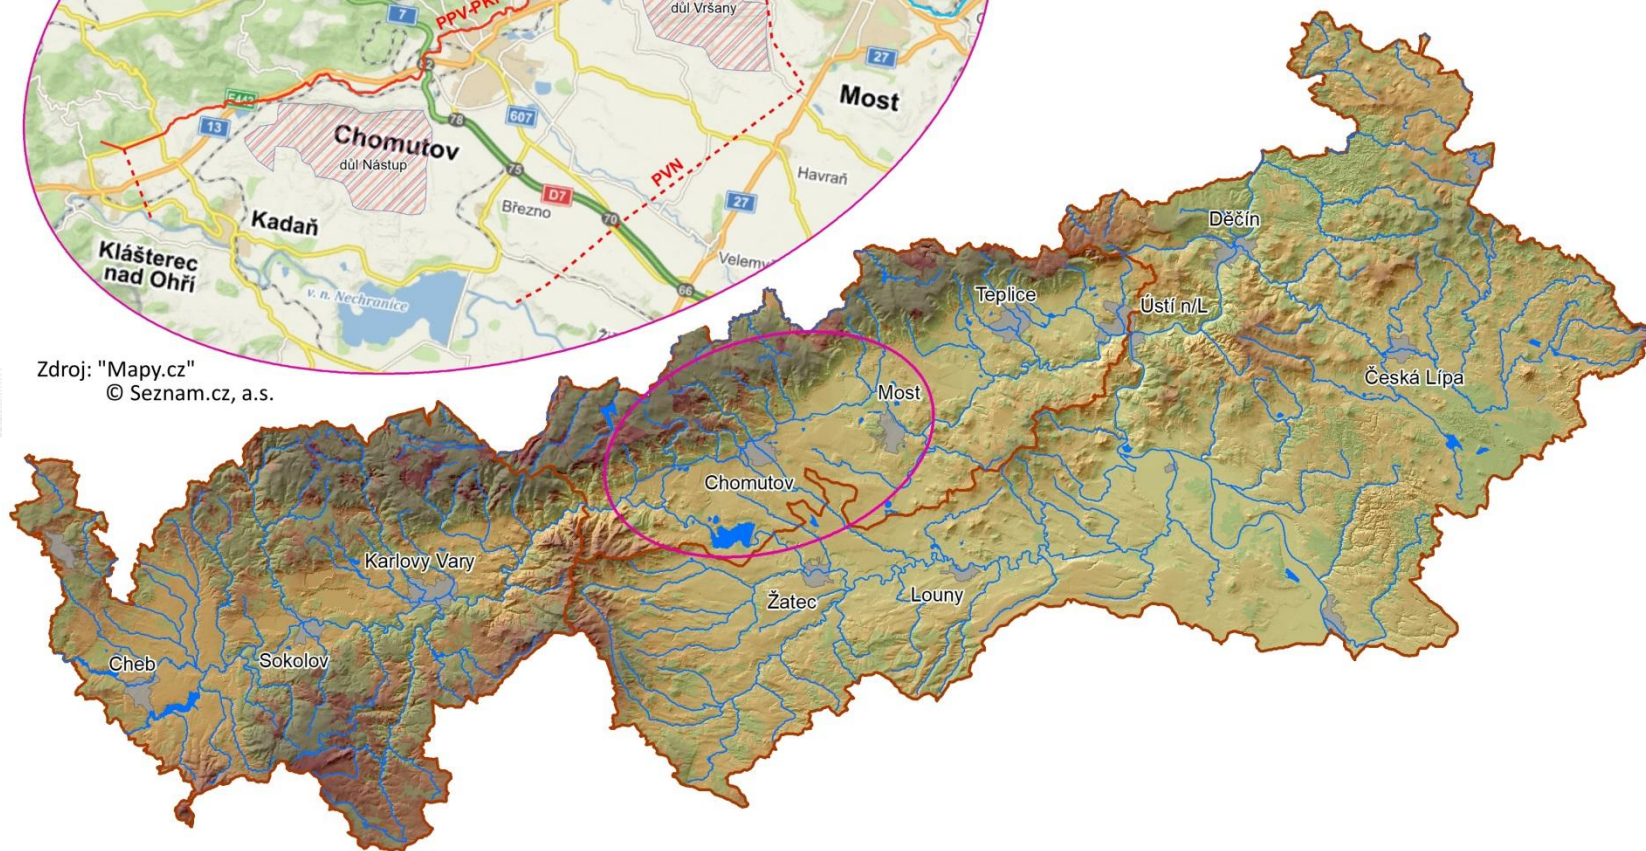 důl Vršany
7
PPV-PK
27
Most
E442
13
607
Chomutov
důl Nástup
78
82
75
PVN
D7
Havraň
Březno
27
70
Kadaň
Klášterec
nad Ohří
v. n. Nechranice
66
Zdroj: "Mapy.cz"
© Seznam.cz, a.s.
Děčín
Teplice
Ústí n/L
Česká Lípa
Most
Chomutov
Karlovy Vary
Žatec
Louny
Cheb
Sokolov